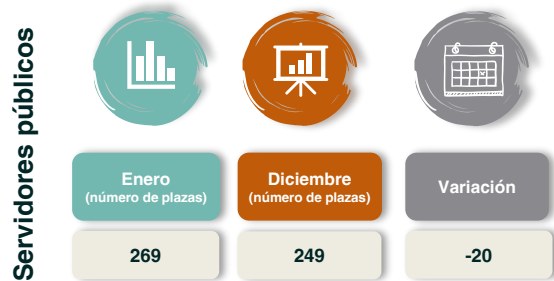 Servidores públicos
Enero
(número de plazas)
Diciembre
(número de plazas)
Variación
269
249
-20